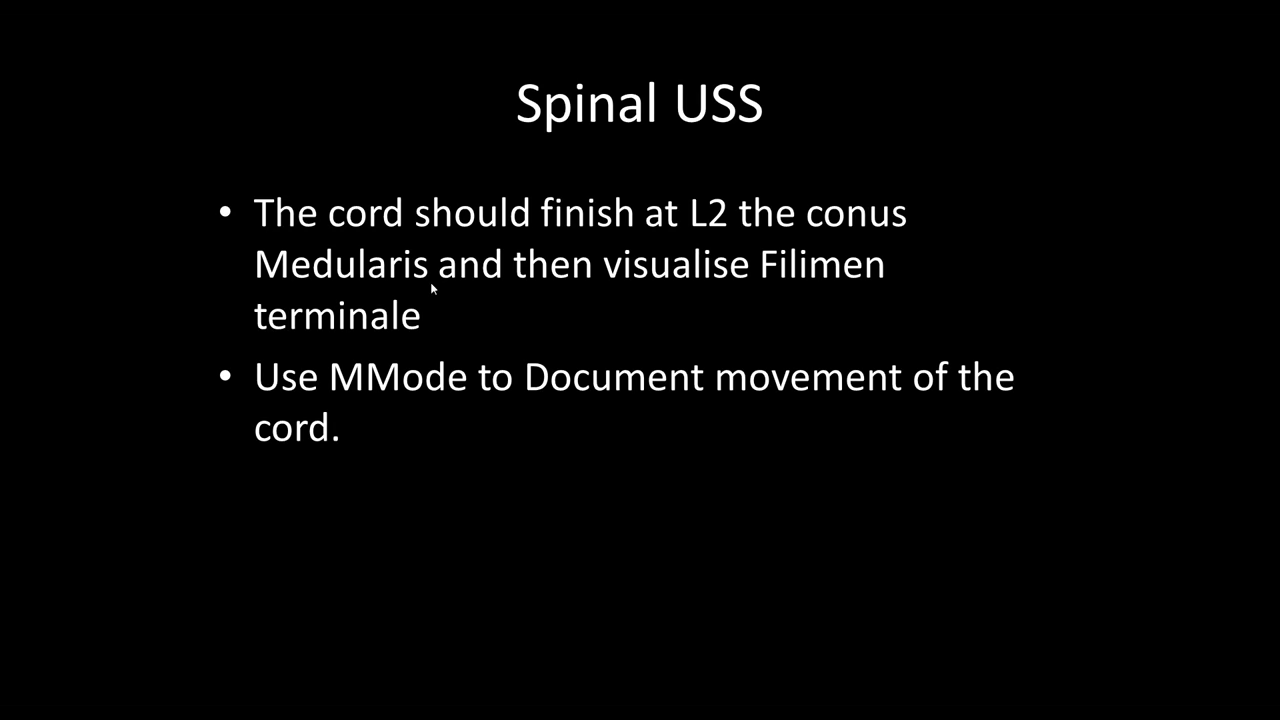 Spinal USS
• The cord should finish at L2 the conus
Medularis and then visualise Filimen
terminale
• Use MMode to Document movement of the
cord.